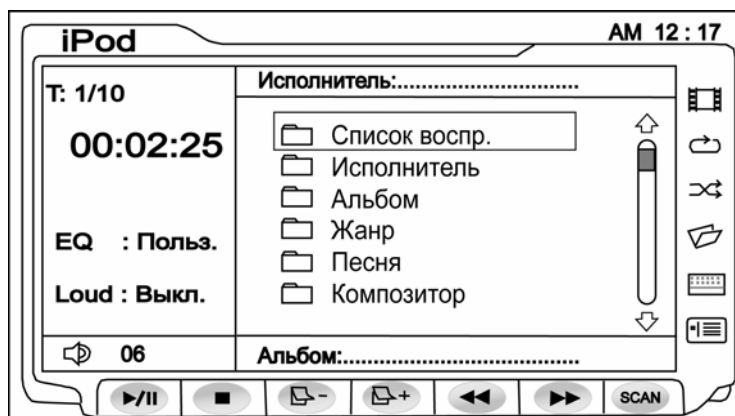 iPod
AM 12 : 17
T: 1/10
00:02:25
EQ : Польз.
Loud : Выкл.
06
Исполнитель:..............................
Список воспр.
Исполнитель
Альбом
Жанр
Песня
Композитор
Альбом:.......................................
SCAN